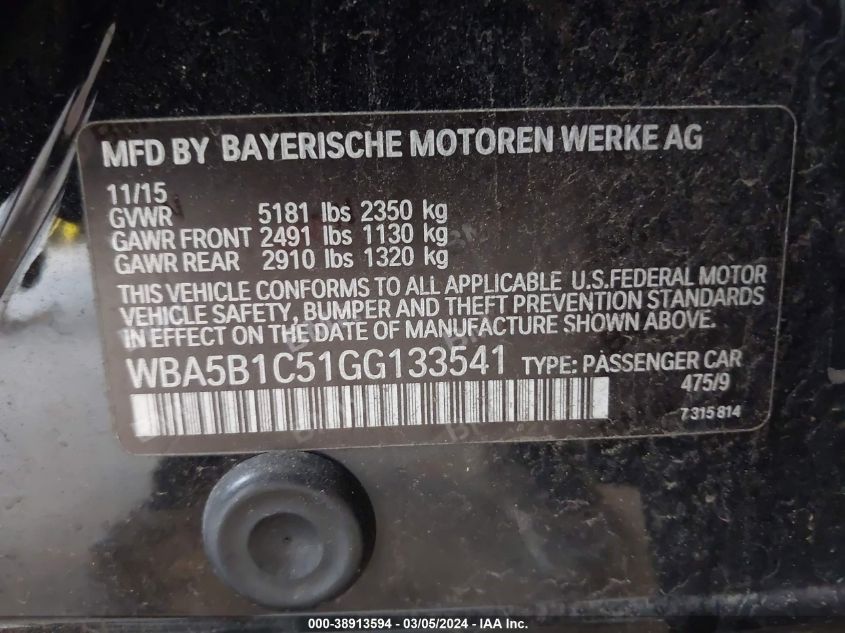 MFD BY BAYERISCHE MOTOREN WERKE AG
11/15
GVWR 5181 lbs 2350 kg
GAWR FRONT 2491 lbs 1130 kg
GAWR REAR 2910 lbs 1320 kg
THIS VEHICLE CONFORMS TO ALL APPLICABLE U.S.FEDERAL MOTOR
VEHICLE SAFETY, BUMPER AND THEFT PREVENTION STANDARDS
IN EFFECT ON THE DATE OF MANUFACTURE SHOWN ABOVE.
WBA5B1C51GG133541 TYPE: PASSENGER CAR
475/9
7 315 814
000-38913594 - 03/05/2024 - IAA Inc.